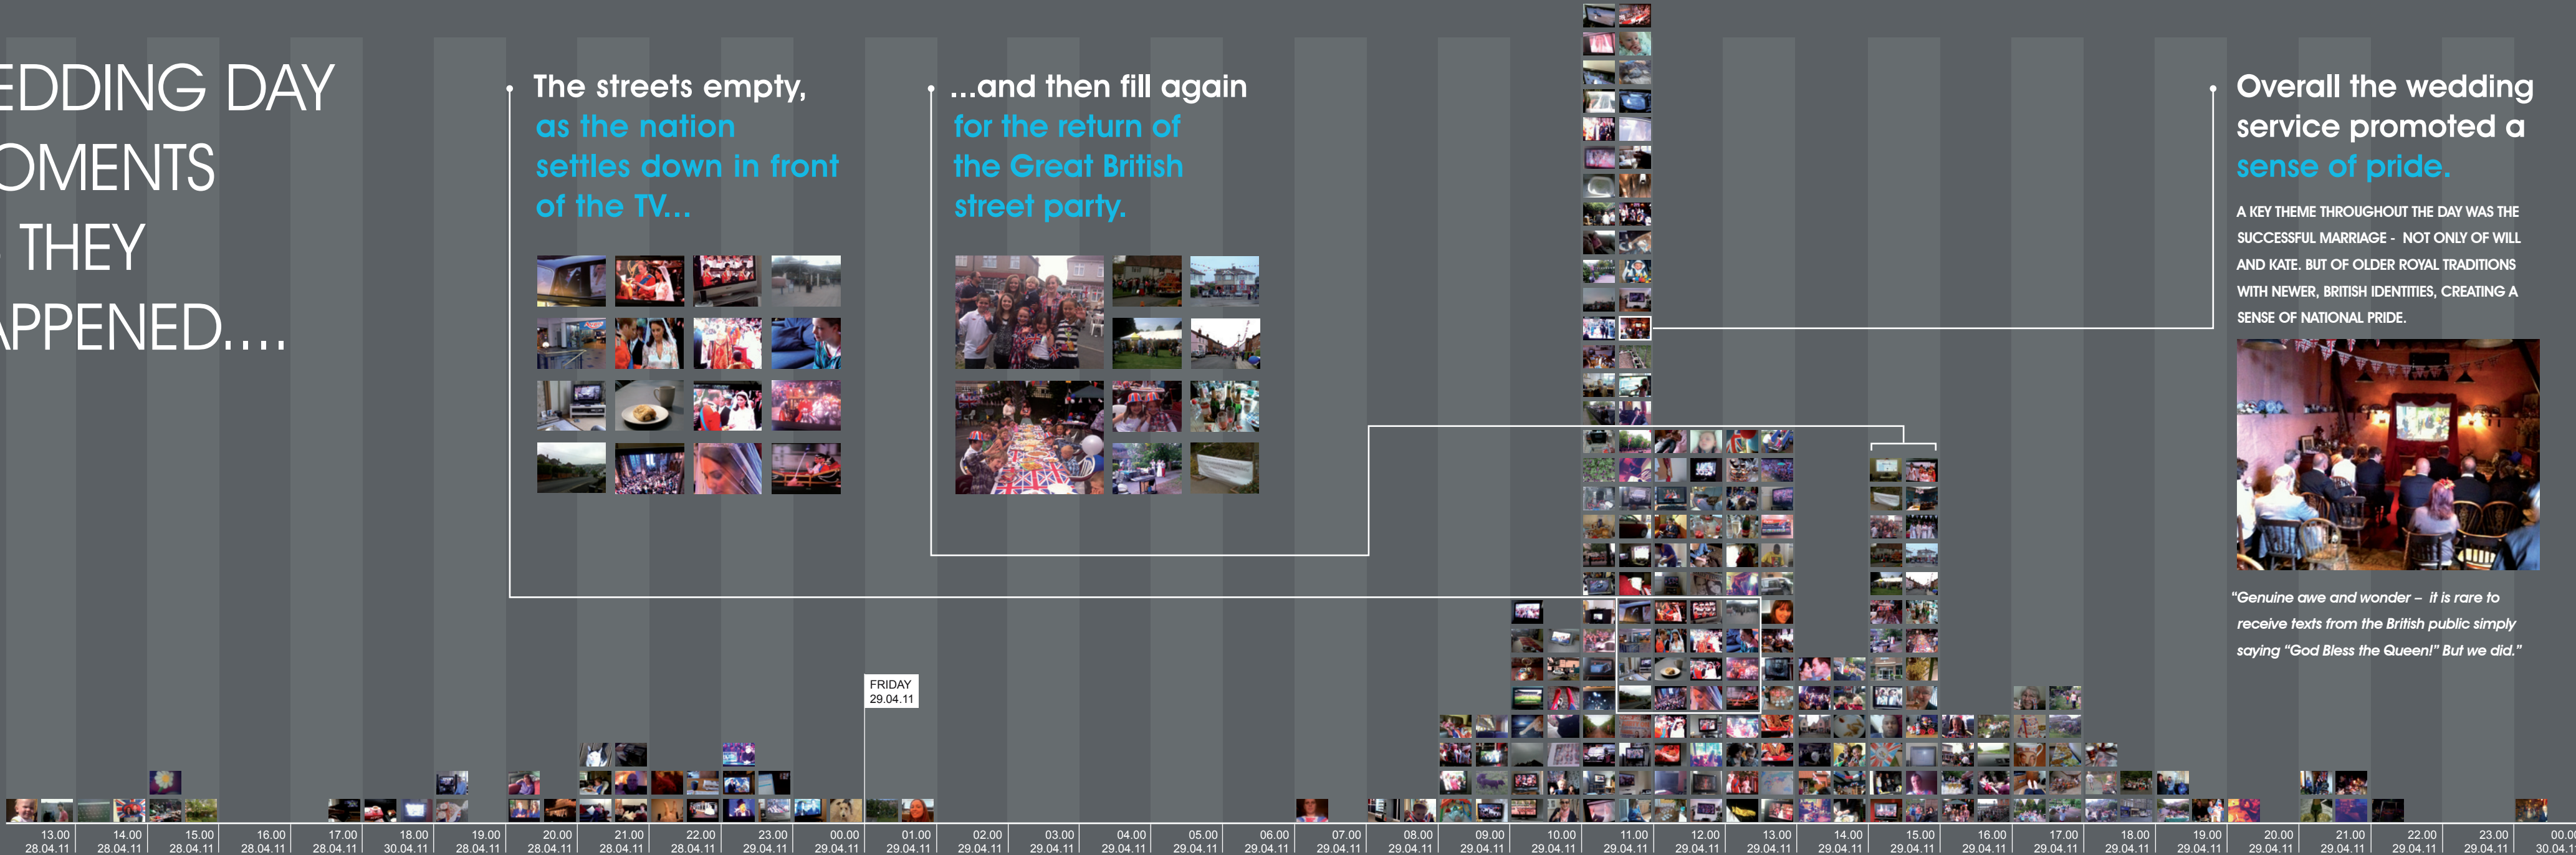 EDDING DAY
OMENTS
S THEY
APPENED....
The streets empty,
as the nation
settles down in front
of the TV...
...and then fill again
for the return of
the Great British
street party.
Overall the wedding
service promoted a
sense of pride.
A KEY THEME THROUGHOUT THE DAY WAS THE
SUCCESSFUL MARRIAGE - NOT ONLY OF WILL
AND KATE. BUT OF OLDER ROYAL TRADITIONS
WITH NEWER, BRITISH IDENTITIES, CREATING A
SENSE OF NATIONAL PRIDE.
“Genuine awe and wonder – it is rare to
receive texts from the British public simply
saying “God Bless the Queen!” But we did.”
FRIDAY
29.04.11
13.00 14.00 15.00 16.00 17.00 18.00 19.00 20.00 21.00 22.00 23.00 00.00 01.00 02.00 03.00 04.00 05.00 06.00 07.00 08.00 09.00 10.00 11.00 12.00 13.00 14.00 15.00 16.00 17.00 18.00 19.00 20.00 21.00 22.00 23.00 00.00
28.04.11 28.04.11 28.04.11 28.04.11 28.04.11 30.04.11 28.04.11 28.04.11 28.04.11 28.04.11 28.04.11 29.04.11 29.04.11 29.04.11 29.04.11 29.04.11 29.04.11 29.04.11 29.04.11 29.04.11 29.04.11 29.04.11 29.04.11 29.04.11 29.04.11 29.04.11 29.04.11 29.04.11 29.04.11 29.04.11 29.04.11 29.04.11 29.04.11 29.04.11 29.04.11 30.04.1